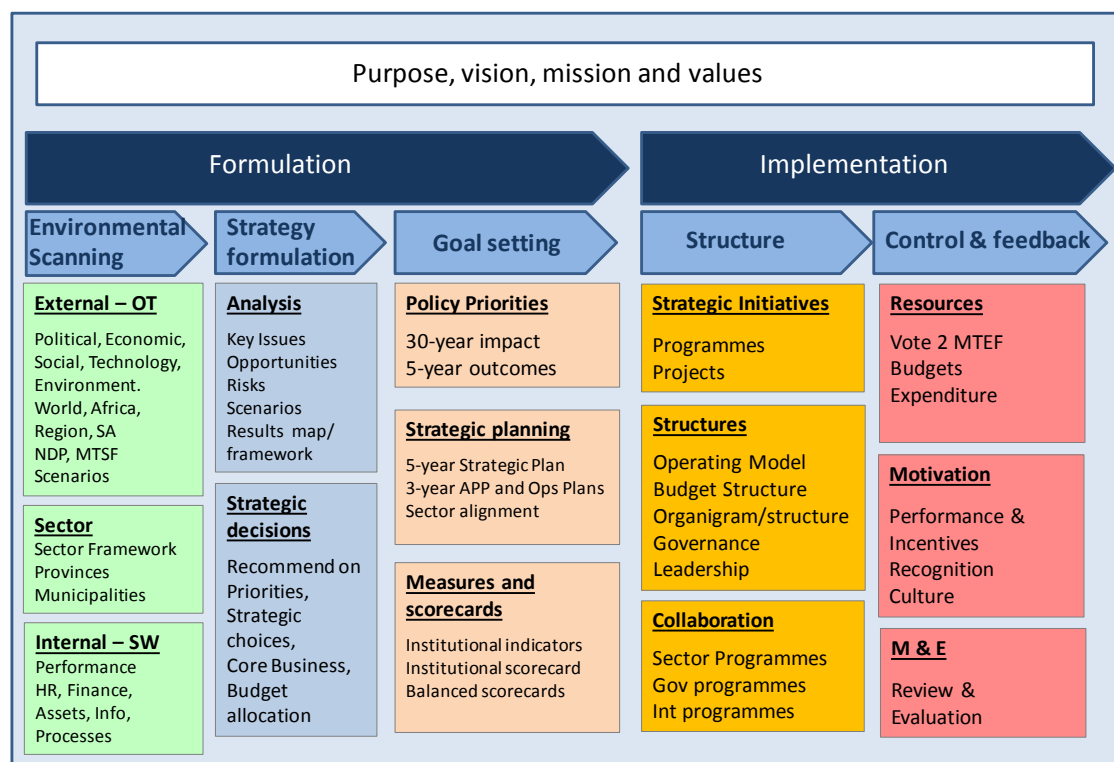 Purpose, vision, mission and values
Formulation
Implementation
Environmental
Scanning
Strategy
formulation
Goal setting
Structure
Control & feedback
External – OT
Political, Economic,
Social, Technology,
Environment.
World, Africa,
Region, SA
NDP, MTSF
Scenarios
Sector
Sector Framework
Provinces
Municipalities
Internal – SW
Performance
HR, Finance,
Assets, Info,
Processes
Analysis
Key Issues
Opportunities
Risks
Scenarios
Results map/
framework
Strategic
decisions
Recommend on
Priorities,
Strategic
choices,
Core Business,
Budget
allocation
Policy Priorities
30-year impact
5-year outcomes
Strategic planning
5-year Strategic Plan
3-year APP and Ops Plans
Sector alignment
Measures and
scorecards
Institutional indicators
Institutional scorecard
Balanced scorecards
Strategic Initiatives
Programmes
Projects
Structures
Operating Model
Budget Structure
Organigram/structure
Governance
Leadership
Collaboration
Sector Programmes
Gov programmes
Int programmes
Resources
Vote 2 MTEF
Budgets
Expenditure
Motivation
Performance &
Incentives
Recognition
Culture
M & E
Review &
Evaluation